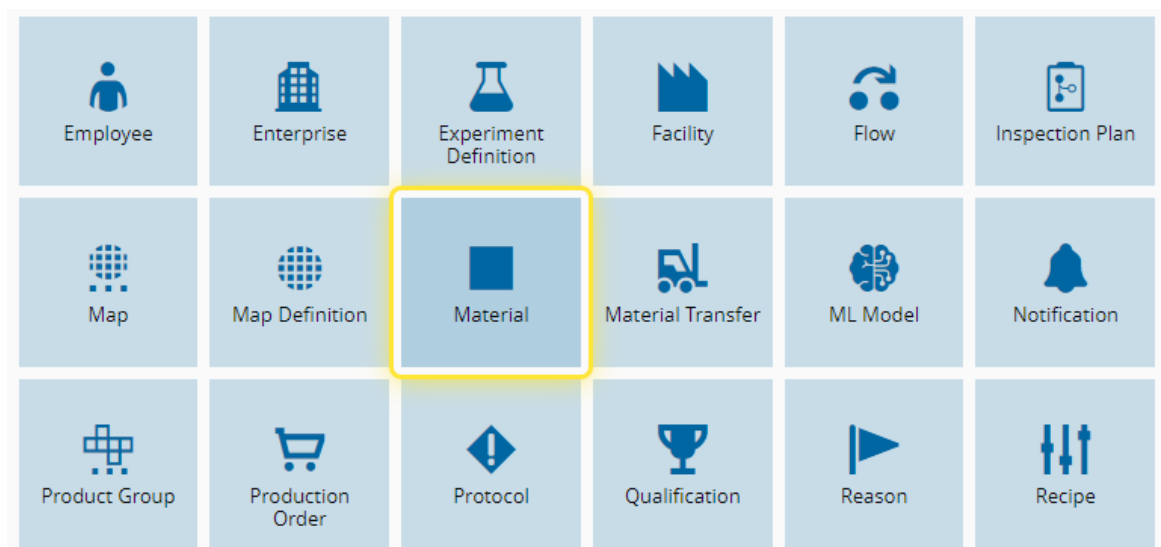 Employee
Enterprise
Experiment
Definition
Facility
Flow
Inspection Plan
Map
Map Definition
Material
Material Transfer
ML Model
Notification
Product Group
Production
Order
Protocol
Qualification
Reason
Recipe